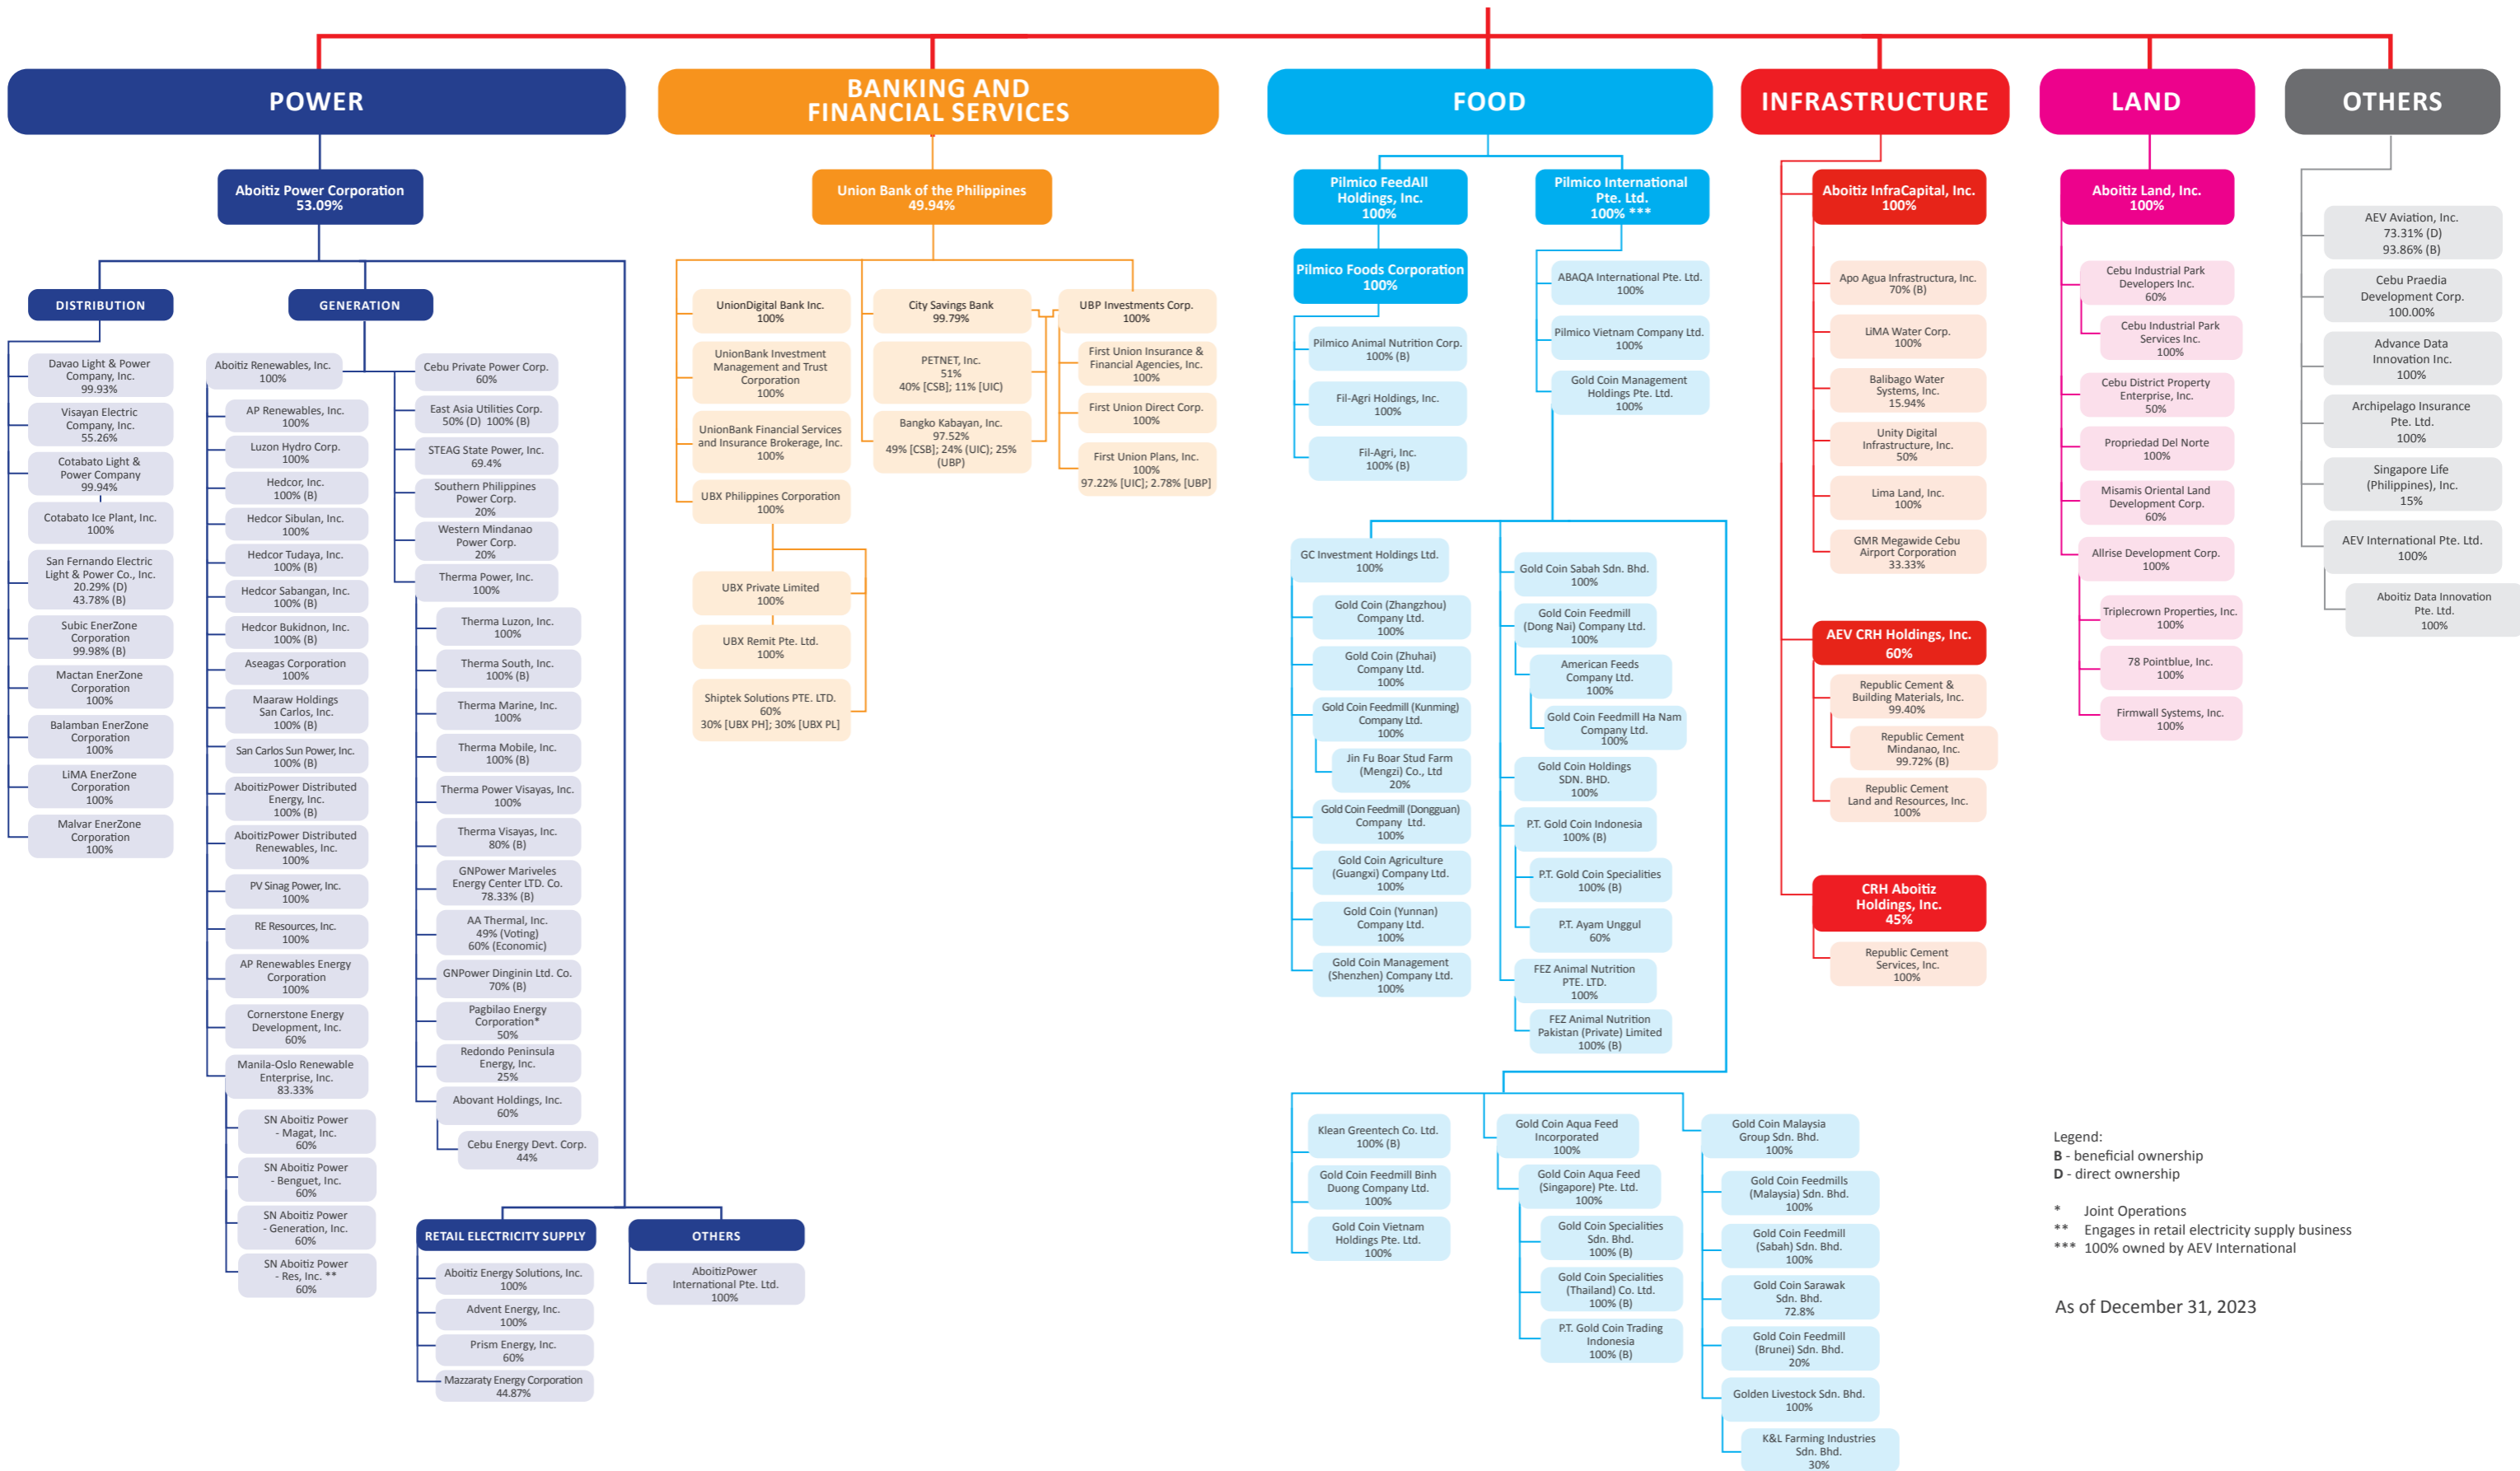 POWER
Aboitiz Power Corporation
53.09%
DISTRIBUTION
Davao Light & Power
Company, Inc.
99.93%
Visayan Electric
Company, Inc.
55.26%
Cotabato Light &
Power Company
99.94%
Cotabato Ice Plant, Inc.
100%
San Fernando Electric
Light & Power Co., Inc.
20.29% (D)
43.78% (B)
Subic EnerZone
Corporation
99.98% (B)
Mactan EnerZone
Corporation
100%
Balamban EnerZone
Corporation
100%
LiMA EnerZone
Corporation
100%
Malvar EnerZone
Corporation
100%
GENERATION
Aboitiz Renewables, Inc.
100%
AP Renewables, Inc.
100%
Luzon Hydro Corp.
100%
Hedcor, Inc.
100% (B)
Hedcor Sibulan, Inc.
100%
Hedcor Tudaya, Inc.
100% (B)
Hedcor Sabangan, Inc.
100% (B)
Hedcor Bukidnon, Inc.
100% (B)
Aseagas Corporation
100%
Maaraw Holdings
San Carlos, Inc.
100% (B)
San Carlos Sun Power, Inc.
100% (B)
AboitizPower Distributed
Energy, Inc.
100% (B)
AboitizPower Distributed
Renewables, Inc.
100%
PV Sinag Power, Inc.
100%
RE Resources, Inc.
100%
AP Renewables Energy
Corporation
100%
Cornerstone Energy
Development, Inc.
60%
Manila-Oslo Renewable
Enterprise, Inc.
83.33%
SN Aboitiz Power
- Magat, Inc.
60%
SN Aboitiz Power
- Benguet, Inc.
60%
SN Aboitiz Power
- Generation, Inc.
60%
SN Aboitiz Power
- Res, Inc. **
60%
Cebu Private Power Corp.
60%
East Asia Utilities Corp.
50% (D) 100% (B)
STEAG State Power, Inc.
69.4%
Southern Philippines
Power Corp.
20%
Western Mindanao
Power Corp.
20%
Therma Power, Inc.
100%
Therma Luzon, Inc.
100%
Therma South, Inc.
100% (B)
Therma Marine, Inc.
100%
Therma Mobile, Inc.
100% (B)
Therma Power Visayas, Inc.
100%
Therma Visayas, Inc.
80% (B)
GNPower Mariveles
Energy Center LTD. Co.
78.33% (B)
AA Thermal, Inc.
49% (Voting)
60% (Economic)
GNPower Dinginin Ltd. Co.
70% (B)
Pagbilao Energy
Corporation*
50%
Redondo Peninsula
Energy, Inc.
25%
Abovant Holdings, Inc.
60%
Cebu Energy Devt. Corp.
44%
RETAIL ELECTRICITY SUPPLY
Aboitiz Energy Solutions, Inc.
100%
Advent Energy, Inc.
100%
Prism Energy, Inc.
60%
Mazzaraty Energy Corporation
44.87%
OTHERS
AboitizPower
International Pte. Ltd.
100%
BANKING AND
FINANCIAL SERVICES
Union Bank of the Philippines
49.94%
UnionDigital Bank Inc.
100%
UnionBank Investment
Management and Trust
Corporation
100%
UnionBank Financial Services
and Insurance Brokerage, Inc.
100%
UBX Philippines Corporation
100%
UBX Private Limited
100%
UBX Remit Pte. Ltd.
100%
Shiptek Solutions PTE. LTD.
60%
30% [UBX PH]; 30% [UBX PL]
City Savings Bank
99.79%
PETNET, Inc.
51%
40% [CSB]; 11% [UIC)
Bangko Kabayan, Inc.
97.52%
49% [CSB]; 24% (UIC); 25%
(UBP)
UBP Investments Corp.
100%
First Union Insurance &
Financial Agencies, Inc.
100%
First Union Direct Corp.
100%
First Union Plans, Inc.
100%
97.22% [UIC]; 2.78% [UBP]
FOOD
Pilmico FeedAll
Holdings, Inc.
100%
Pilmico Foods Corporation
100%
Pilmico Animal Nutrition Corp.
100% (B)
Fil-Agri Holdings, Inc.
100%
Fil-Agri, Inc.
100% (B)
Pilmico International
Pte. Ltd.
100% ***
ABAQA International Pte. Ltd.
100%
Pilmico Vietnam Company Ltd.
100%
Gold Coin Management
Holdings Pte. Ltd.
100%
GC Investment Holdings Ltd.
100%
Gold Coin (Zhangzhou)
Company Ltd.
100%
Gold Coin (Zhuhai)
Company Ltd.
100%
Gold Coin Feedmill (Kunming)
Company Ltd.
100%
Jin Fu Boar Stud Farm
(Mengzi) Co., Ltd
20%
Gold Coin Feedmill (Dongguan)
Company Ltd.
100%
Gold Coin Agriculture
(Guangxi) Company Ltd.
100%
Gold Coin (Yunnan)
Company Ltd.
100%
Gold Coin Management
(Shenzhen) Company Ltd.
100%
Gold Coin Sabah Sdn. Bhd.
100%
Gold Coin Feedmill
(Dong Nai) Company Ltd.
100%
American Feeds
Company Ltd.
100%
Gold Coin Feedmill Ha Nam
Company Ltd.
100%
Gold Coin Holdings
SDN. BHD.
100%
P.T. Gold Coin Indonesia
100% (B)
P.T. Gold Coin Specialities
100% (B)
P.T. Ayam Unggul
60%
FEZ Animal Nutrition
PTE. LTD.
100%
FEZ Animal Nutrition
Pakistan (Private) Limited
100% (B)
Klean Greentech Co. Ltd.
100% (B)
Gold Coin Feedmill Binh
Duong Company Ltd.
100%
Gold Coin Vietnam
Holdings Pte. Ltd.
100%
Gold Coin Aqua Feed
Incorporated
100%
Gold Coin Aqua Feed
(Singapore) Pte. Ltd.
100%
Gold Coin Specialities
Sdn. Bhd.
100% (B)
Gold Coin Specialities
(Thailand) Co. Ltd.
100% (B)
P.T. Gold Coin Trading
Indonesia
100% (B)
Gold Coin Malaysia
Group Sdn. Bhd.
100%
Gold Coin Feedmills
(Malaysia) Sdn. Bhd.
100%
Gold Coin Feedmill
(Sabah) Sdn. Bhd.
100%
Gold Coin Sarawak
Sdn. Bhd.
72.8%
Gold Coin Feedmill
(Brunei) Sdn. Bhd.
20%
Golden Livestock Sdn. Bhd.
100%
K&L Farming Industries
Sdn. Bhd.
30%
INFRASTRUCTURE
Aboitiz InfraCapital, Inc.
100%
Apo Agua Infrastructura, Inc.
70% (B)
LiMA Water Corp.
100%
Balibago Water
Systems, Inc.
15.94%
Unity Digital
Infrastructure, Inc.
50%
Lima Land, Inc.
100%
GMR Megawide Cebu
Airport Corporation
33.33%
AEV CRH Holdings, Inc.
60%
Republic Cement &
Building Materials, Inc.
99.40%
Republic Cement
Mindanao, Inc.
99.72% (B)
Republic Cement
Land and Resources, Inc.
100%
CRH Aboitiz
Holdings, Inc.
45%
Republic Cement
Services, Inc.
100%
LAND
Aboitiz Land, Inc.
100%
Cebu Industrial Park
Developers Inc.
60%
Cebu Industrial Park
Services Inc.
100%
Cebu District Property
Enterprise, Inc.
50%
Propriedad Del Norte
100%
Misamis Oriental Land
Development Corp.
60%
Allrise Development Corp.
100%
Triplecrown Properties, Inc.
100%
78 Pointblue, Inc.
100%
Firmwall Systems, Inc.
100%
OTHERS
AEV Aviation, Inc.
73.31% (D)
93.86% (B)
Cebu Praedia
Development Corp.
100.00%
Advance Data
Innovation Inc.
100%
Archipelago Insurance
Pte. Ltd.
100%
Singapore Life
(Philippines), Inc.
15%
AEV International Pte. Ltd.
100%
Aboitiz Data Innovation
Pte. Ltd.
100%
Legend:
B - beneficial ownership
D - direct ownership
* Joint Operations
** Engages in retail electricity supply business
*** 100% owned by AEV International
As of December 31, 2023